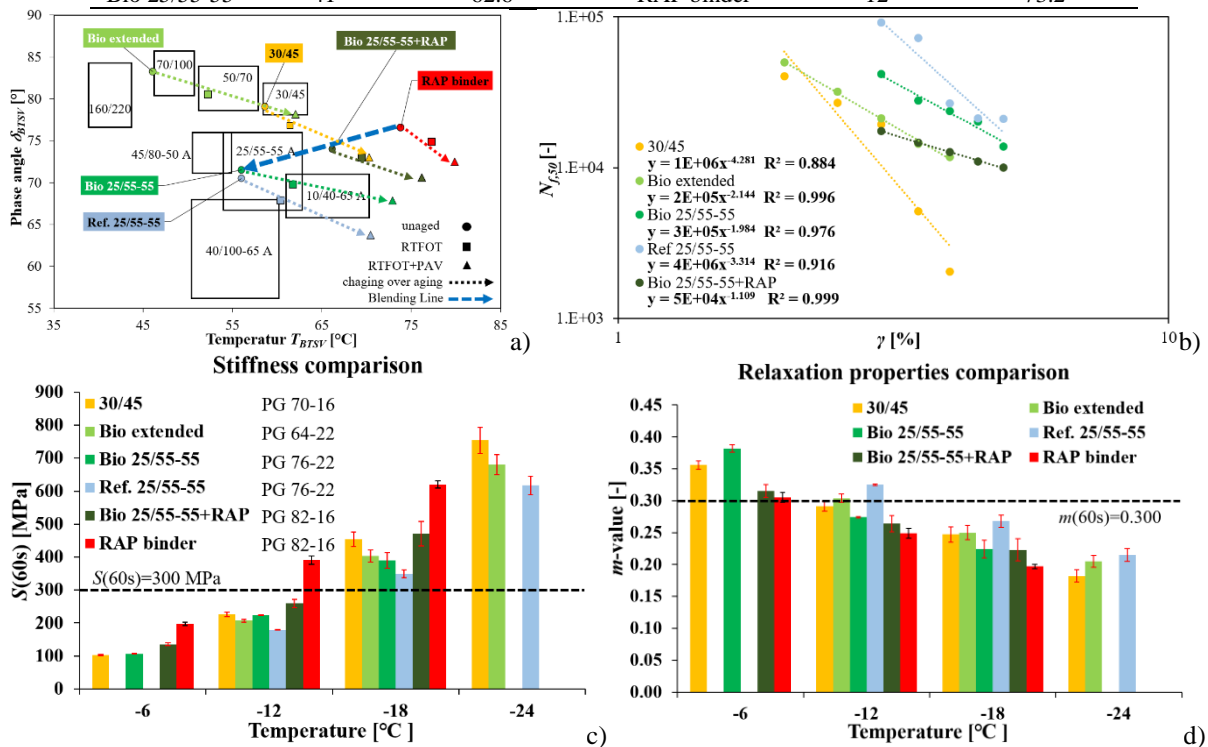 Bio 25/55-55 41 62.6 RAP binder 12 73.2
Phase angle δBTSV [°]
90
85
80
75
70
65
60
55
35 45 55 65 75 85
Temperatur TBTSV [°C]
Bio extended
30/45
Bio 25/55-55+RAP
RAP binder
Bio 25/55-55
Ref. 25/55-55
160/220
70/100
50/70
30/45
45/80-50 A
25/55-55 A
10/40-65 A
40/100-65 A
unaged
RTFOT
RTFOT+PAV
chaging over aging
Blending Line
a)
Nf,50 [-]
1.E+05
1.E+04
1.E+03
1 10
γ [%]
30/45
y = 1E+06x^-4.281 R² = 0.884
Bio extended
y = 2E+05x^-2.144 R² = 0.996
Bio 25/55-55
y = 3E+05x^-1.984 R² = 0.976
Ref 25/55-55
y = 4E+06x^-3.314 R² = 0.916
Bio 25/55-55+RAP
y = 5E+04x^-1.109 R² = 0.999
b)
Stiffness comparison
S(60s) [MPa]
900
800
700
600
500
400
300
200
100
0
30/45 PG 70-16
Bio extended PG 64-22
Bio 25/55-55 PG 76-22
Ref. 25/55-55 PG 76-22
Bio 25/55-55+RAP PG 82-16
RAP binder PG 82-16
S(60s)=300 MPa
-6 -12 -18 -24
Temperature [°C]
c)
Relaxation properties comparison
m-value [-]
0.45
0.40
0.35
0.30
0.25
0.20
0.15
0.10
0.05
0.00
30/45 Bio extended
Bio 25/55-55 Ref. 25/55-55
Bio 25/55-55+RAP RAP binder
m(60s)=0.300
-6 -12 -18 -24
Temperature [°C]
d)